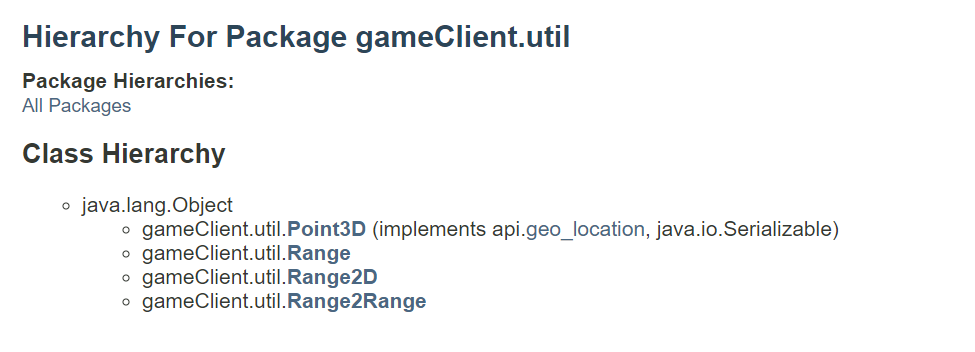 Hierarchy For Package gameClient.util
Package Hierarchies:
All Packages
Class Hierarchy
java.lang.Object
gameClient.util.Point3D (implements api.geo_location, java.io.Serializable)
gameClient.util.Range
gameClient.util.Range2D
gameClient.util.Range2Range